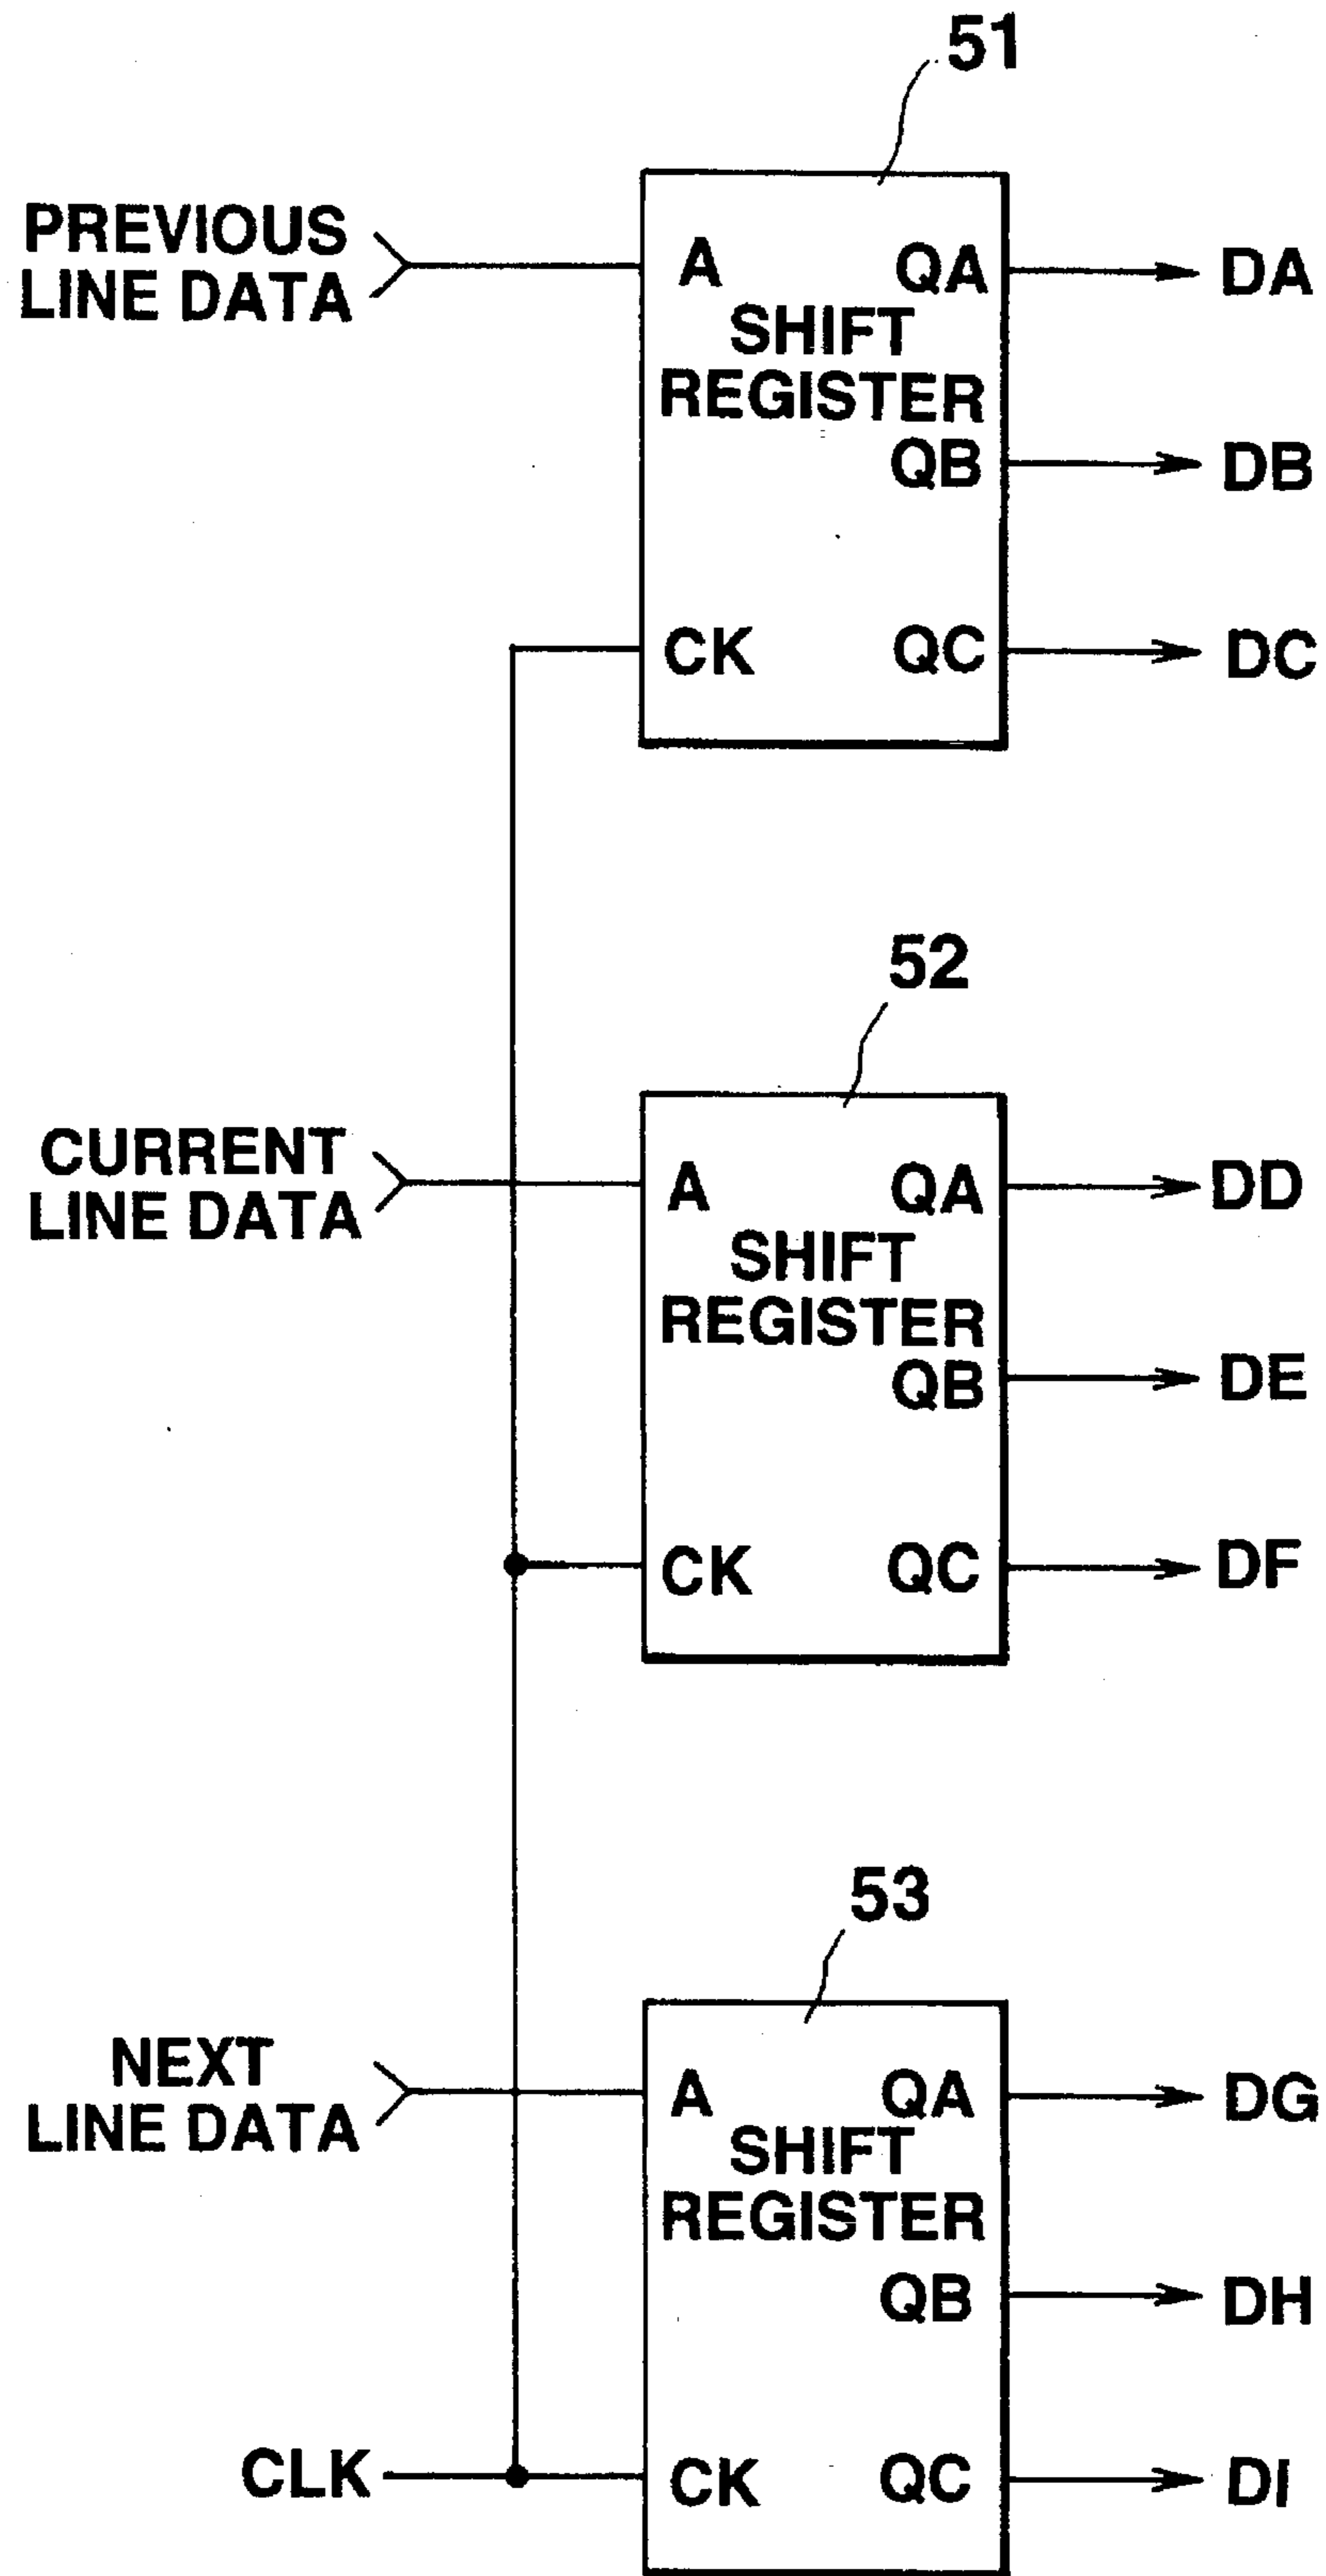 51
PREVIOUS
LINE DATA
A QA
DA
SHIFT
REGISTER
QB
DB
CK QC
DC
52
CURRENT
LINE DATA
A QA
DD
SHIFT
REGISTER
QB
DE
CK QC
DF
53
NEXT
LINE DATA
A QA
DG
SHIFT
REGISTER
QB
DH
CLK
CK QC
DI